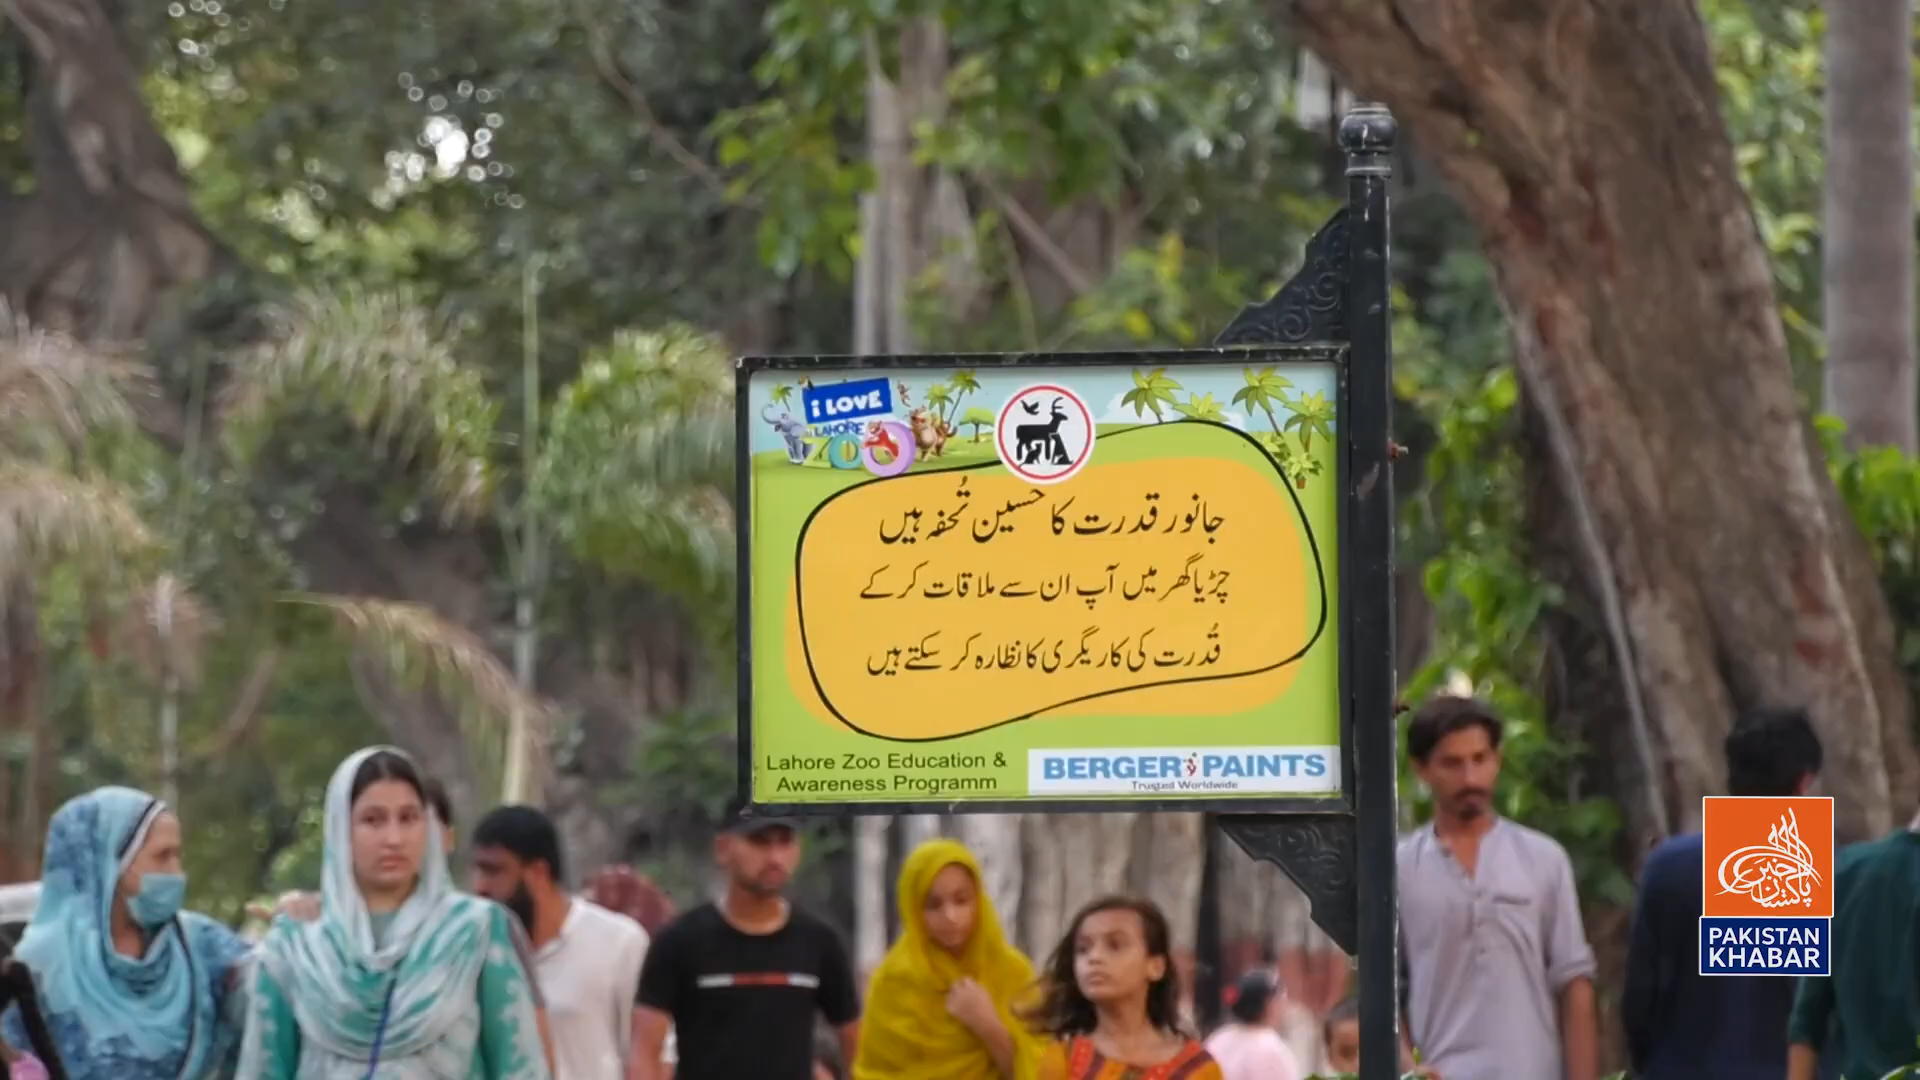 i LOVE
LAHORE
ZOO
جانور قدرت کا حسین تُحفہ ہیں
چڑیا گھر میں آپ ان سے ملاقات کر کے
قُدرت کی کاریگری کا نظارہ کر سکتے ہیں
Lahore Zoo Education &
Awareness Programm
BERGER PAINTS
Trusted Worldwide
پاکستان خبر
PAKISTAN
KHABAR